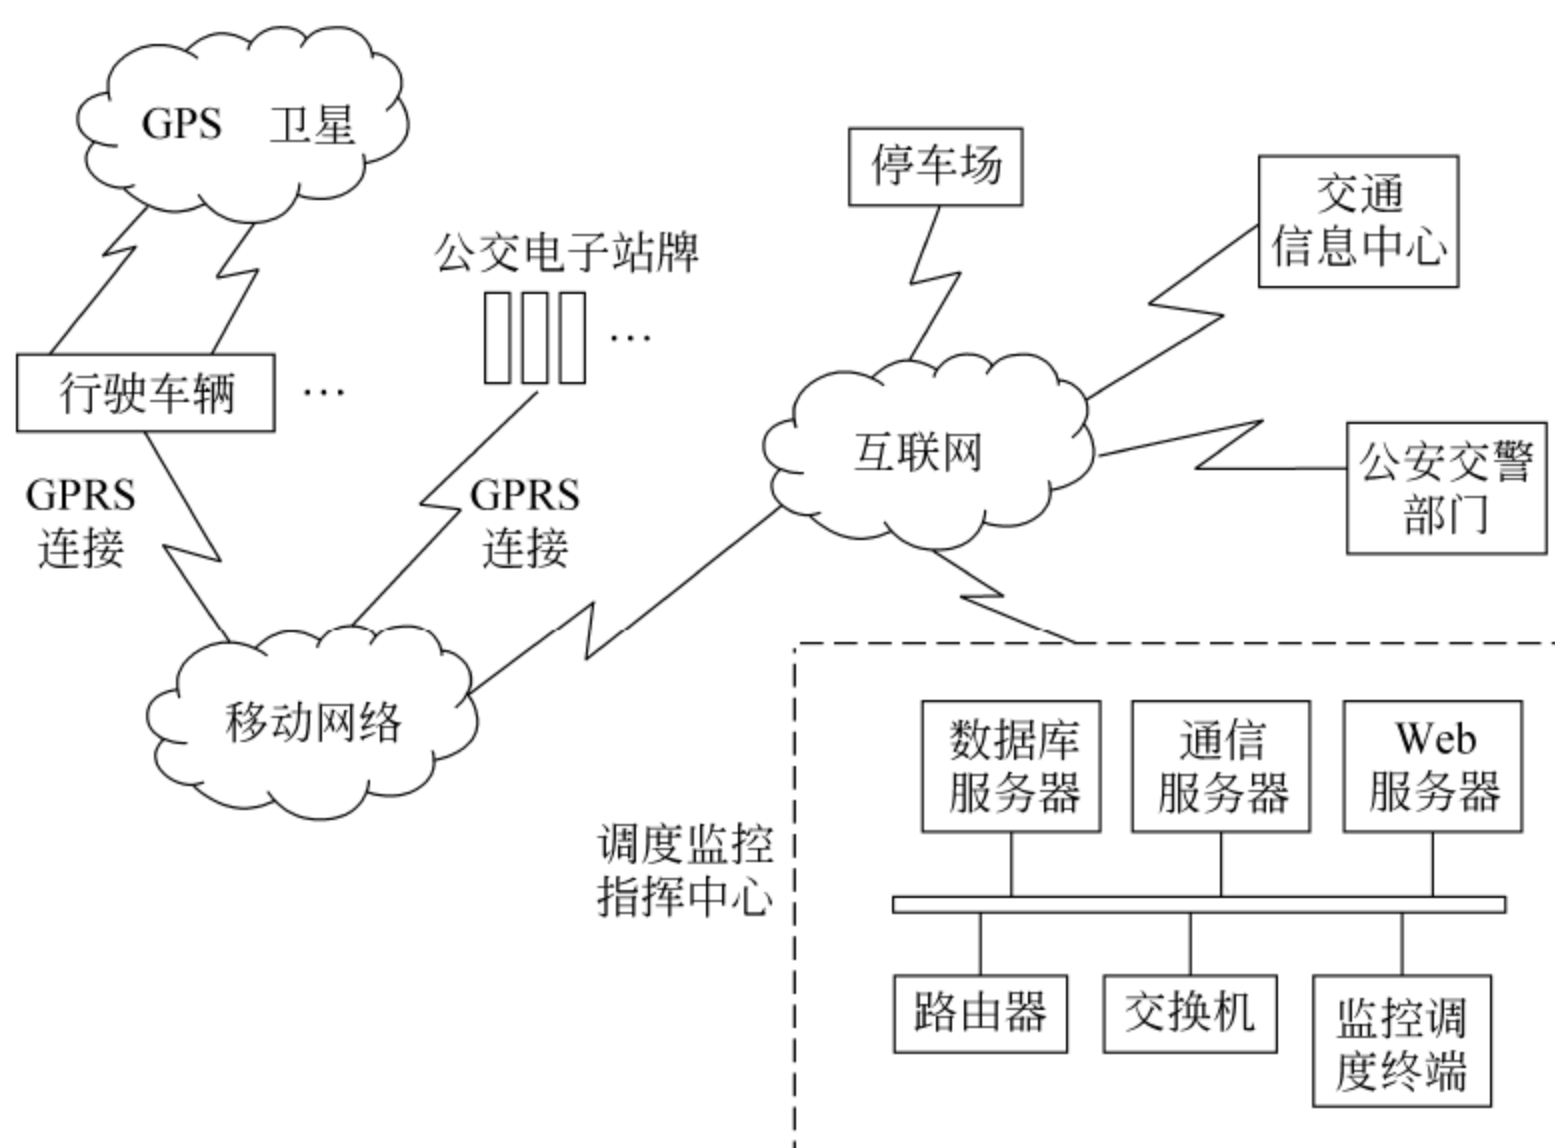 GPS 卫星
公交电子站牌
…
行驶车辆
…
GPRS
连接
GPRS
连接
移动网络
停车场
交通
信息中心
互联网
公安交警
部门
调度监控
指挥中心
数据库
服务器
通信
服务器
Web
服务器
路由器
交换机
监控调
度终端